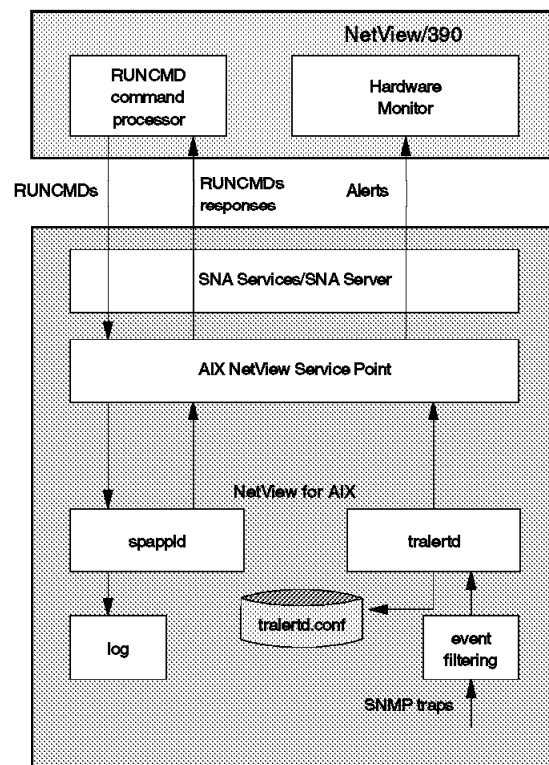 NetView/390
RUNCMD
command
processor
Hardware
Monitor
RUNCMDs
RUNCMDs
responses
Alerts
SNA Services/SNA Server
AIX NetView Service Point
NetView for AIX
spappld
tralertd
tralertd.conf
log
event
filtering
SNMP traps